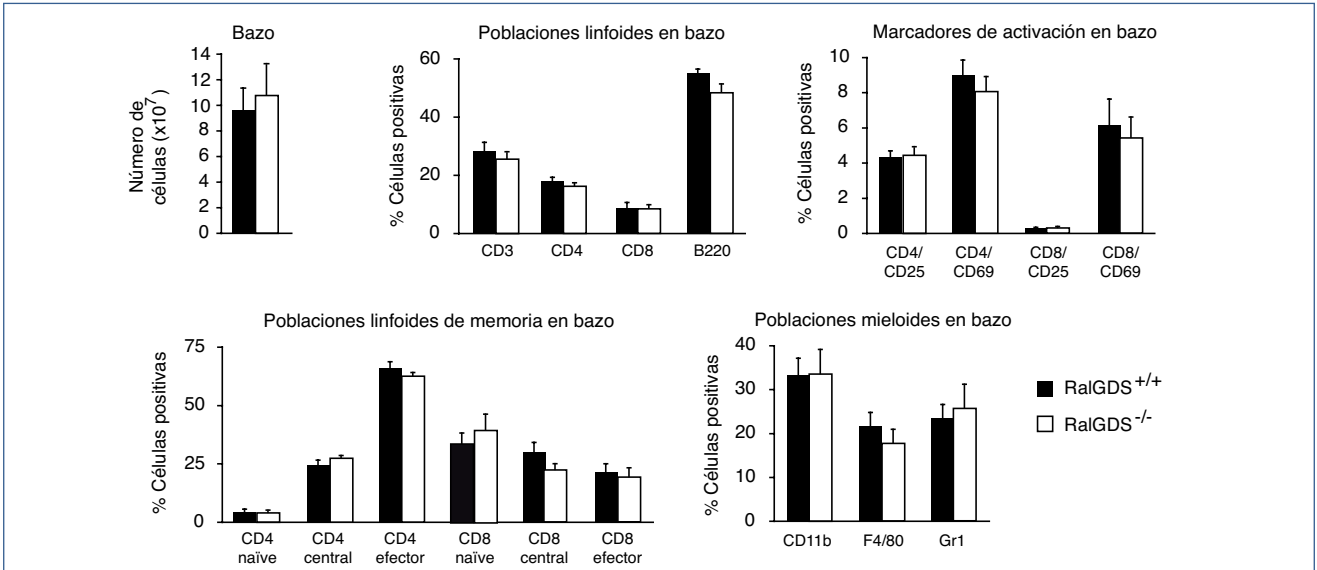 Bazo
Número de
células (x10⁷)
14
12
10
8
6
4
2
0
Poblaciones linfoides en bazo
% Células positivas
60
40
20
0
CD3 CD4 CD8 B220
Marcadores de activación en bazo
% Células positivas
10
8
6
4
2
0
CD4/ CD4/ CD8/ CD8/
CD25 CD69 CD25 CD69
Poblaciones linfoides de memoria en bazo
% Células positivas
75
50
25
0
CD4 CD4 CD4 CD8 CD8 CD8
naïve central efector naïve central efector
Poblaciones mieloides en bazo
% Células positivas
40
30
20
10
0
CD11b F4/80 Gr1
RalGDS+/+
RalGDS-/-